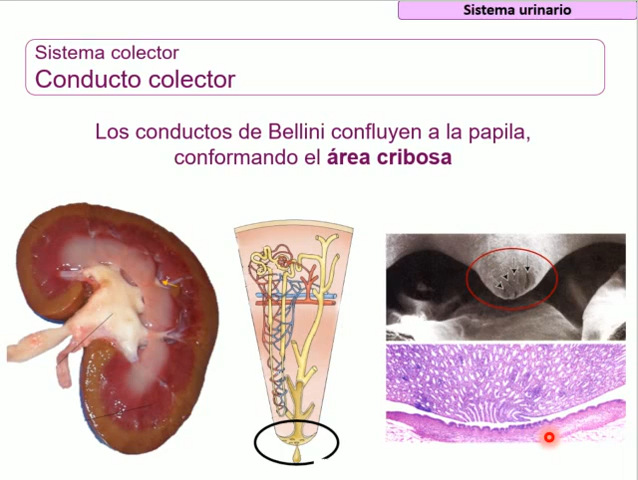 Sistema urinario
Sistema colector
Conducto colector
Los conductos de Bellini confluyen a la papila,
conformando el área cribosa